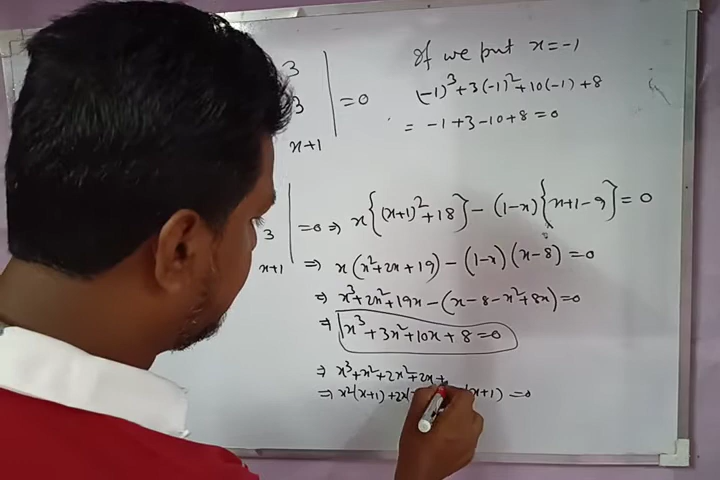 3
3 | = 0
x+1
If we put x = -1
(-1)³ + 3(-1)² + 10(-1) + 8
= -1 + 3 - 10 + 8 = 0
3 | = 0 ⇒ x{(x+1)² + 18} - (1-x){x+1-9} = 0
x+1
⇒ x(x²+2x+19) - (1-x)(x-8) = 0
⇒ x³+2x²+19x - (x-8-x²+8x) = 0
⇒ x³+3x²+10x+8 = 0
⇒ x³+x²+2x²+2x+
⇒ x²(x+1)+2x( x+1) = 0